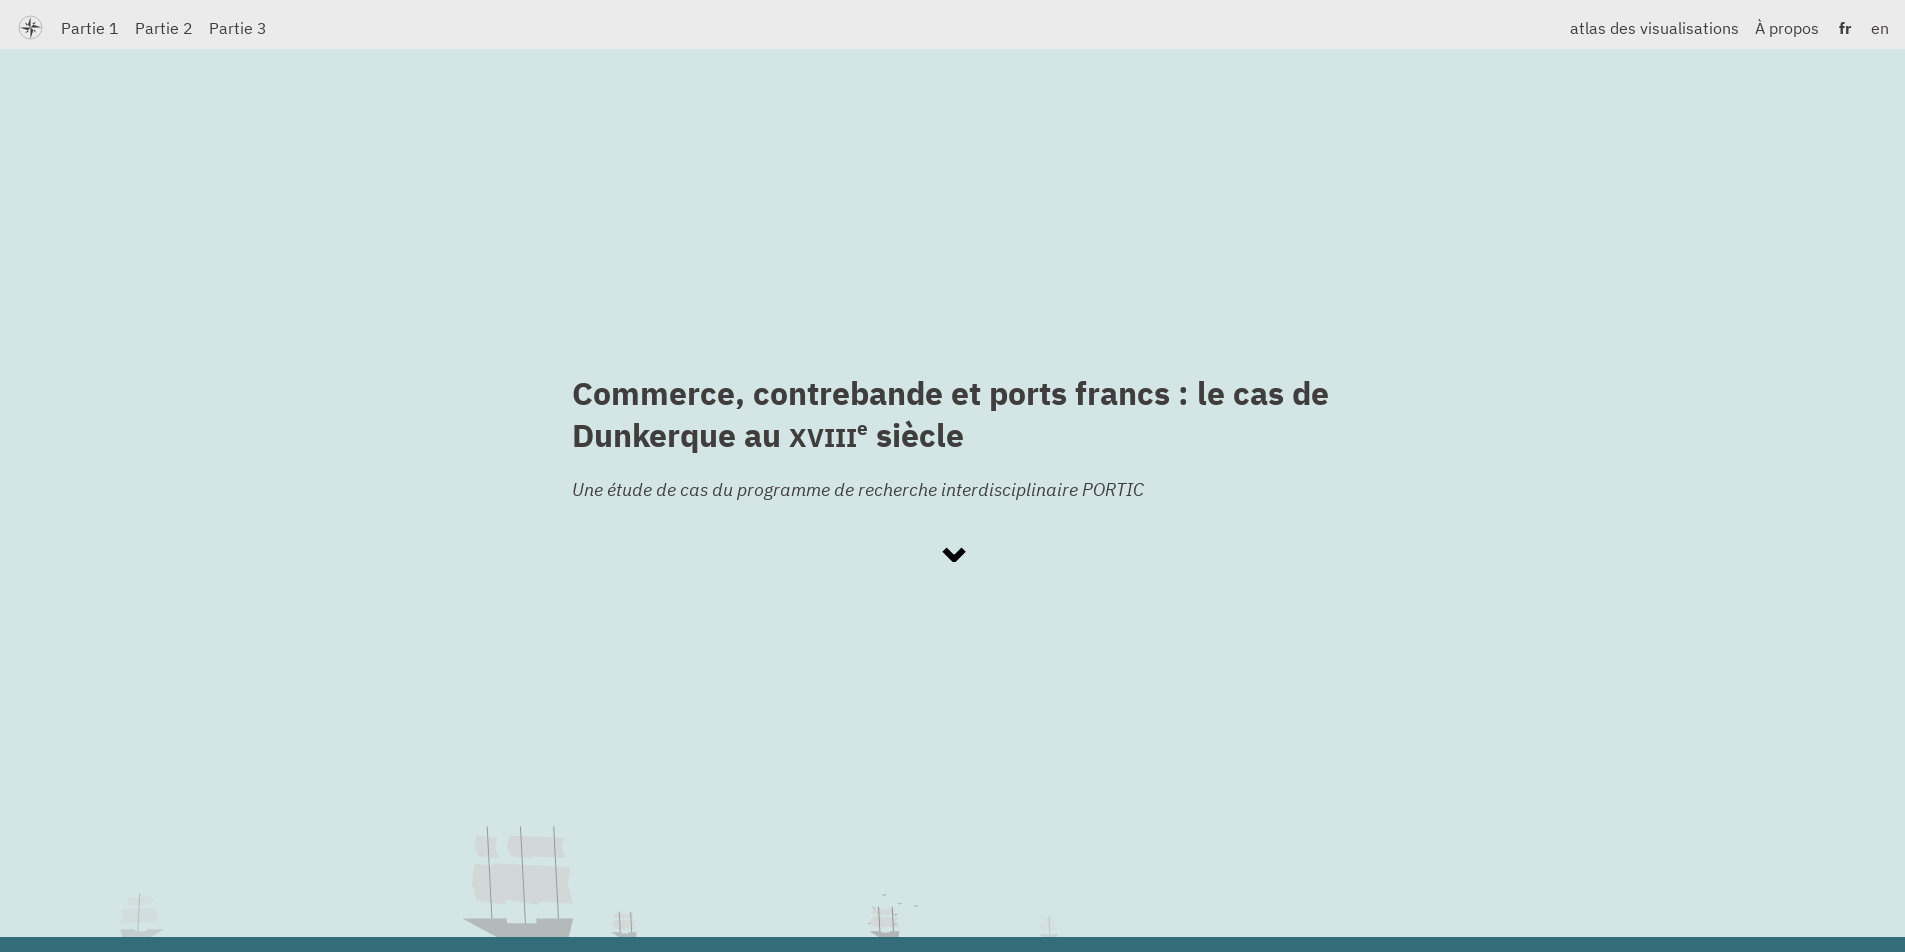 Partie 1 Partie 2 Partie 3 atlas des visualisations À propos fr en
Commerce, contrebande et ports francs : le cas de
Dunkerque au XVIIIe siècle
Une étude de cas du programme de recherche interdisciplinaire PORTIC